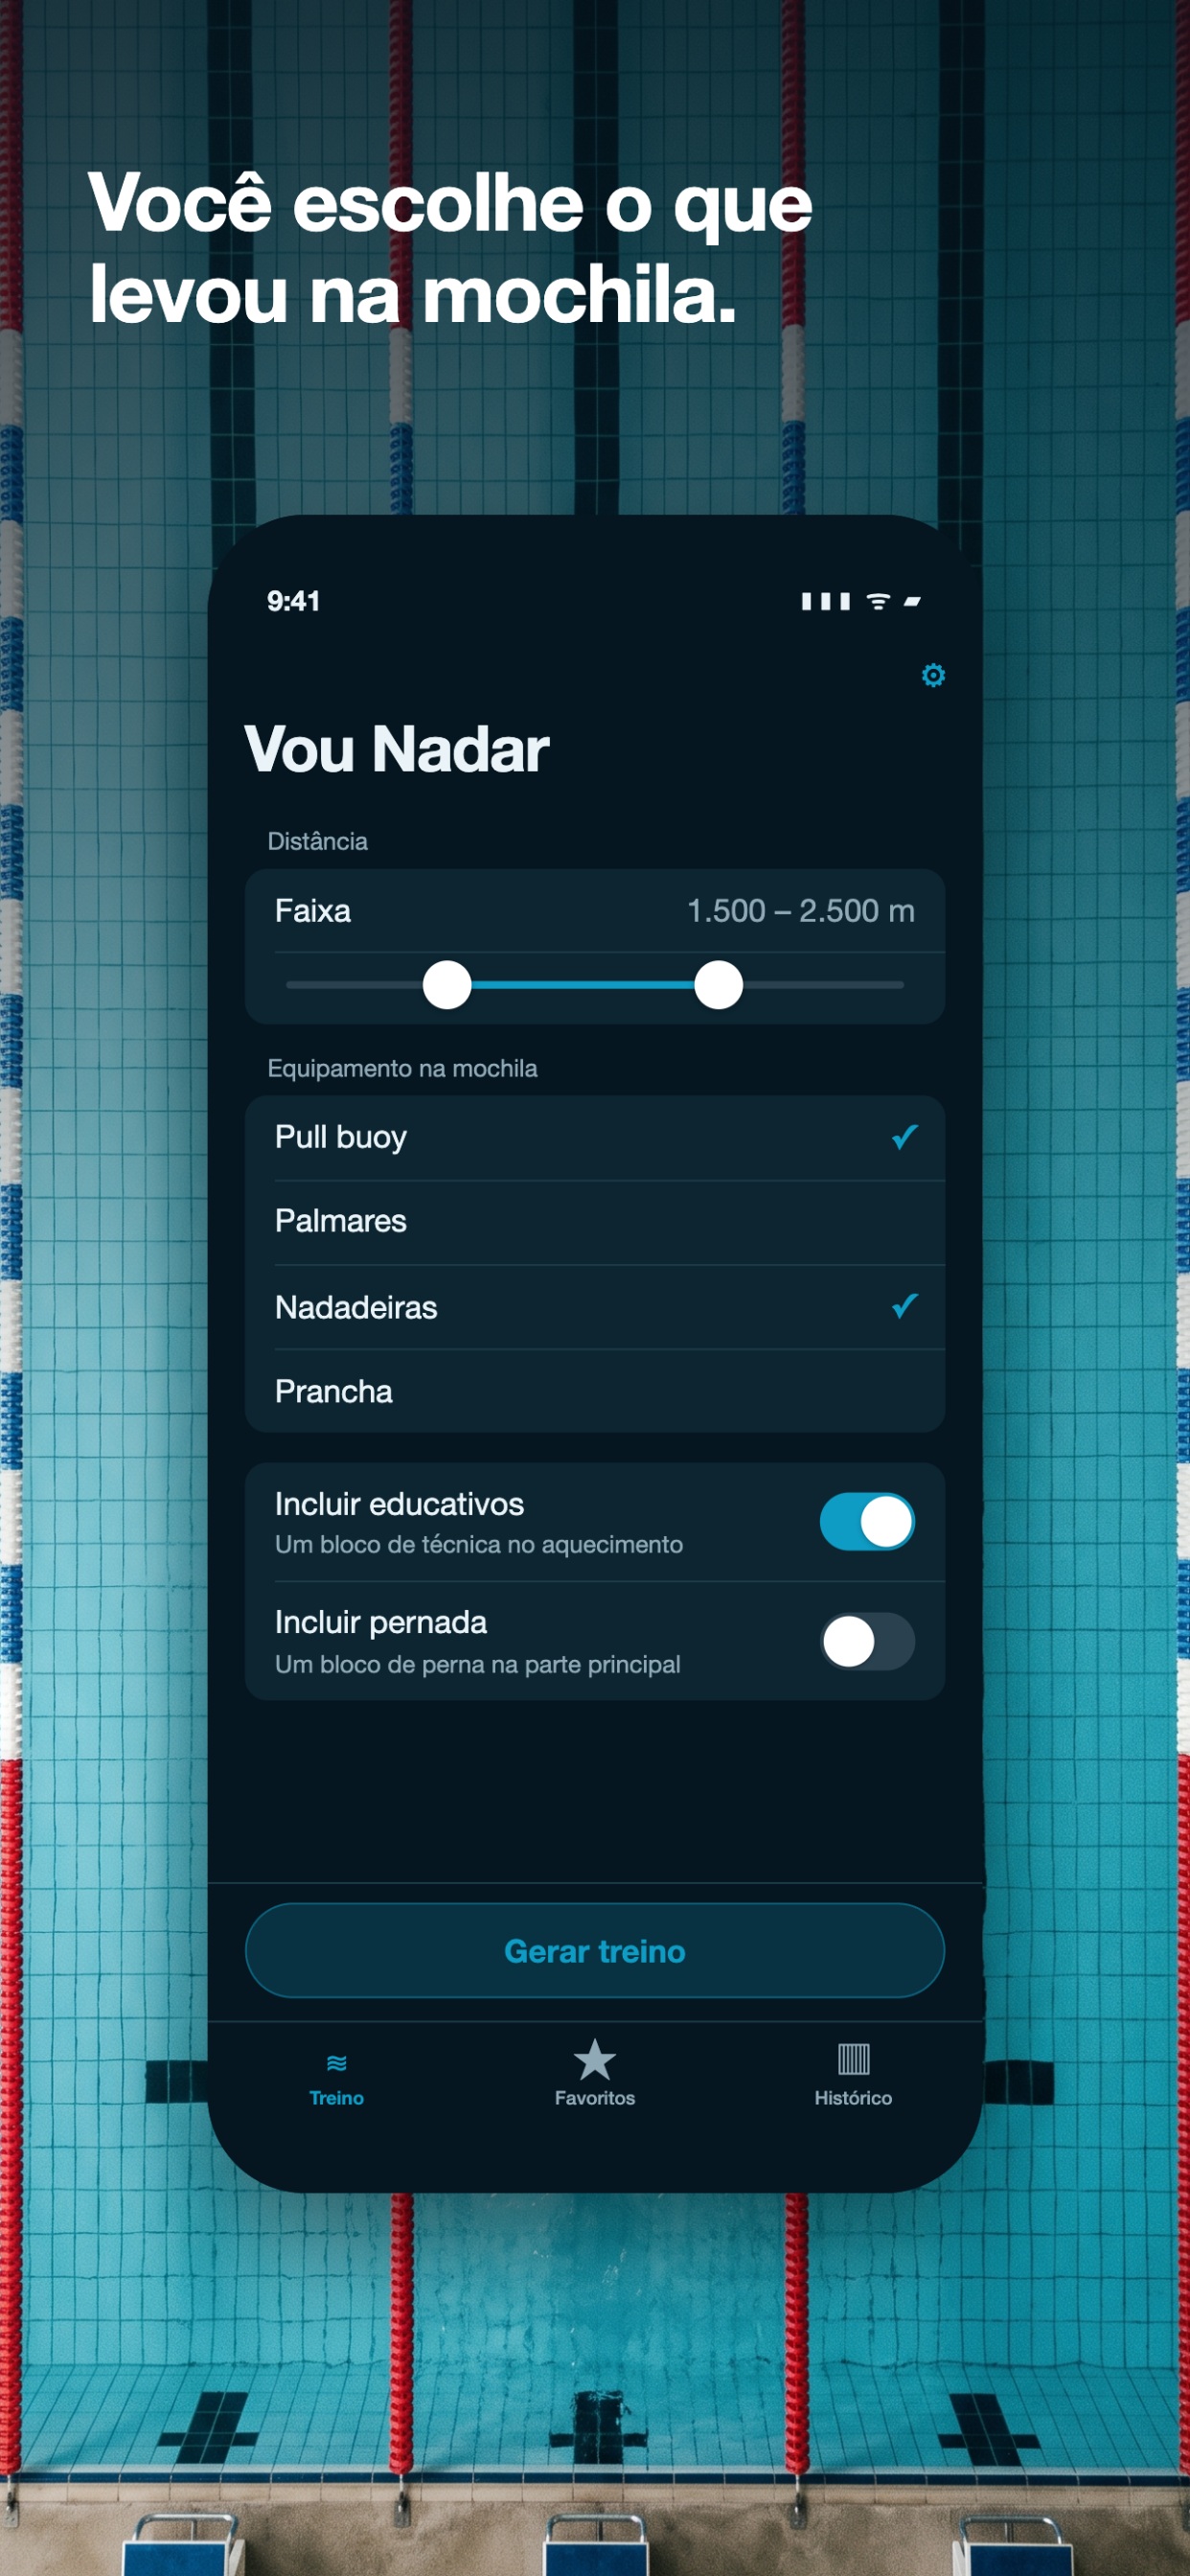 Você escolhe o que
levou na mochila.
9:41
Vou Nadar
Distância
Faixa 1.500 – 2.500 m
Equipamento na mochila
Pull buoy
Palmares
Nadadeiras
Prancha
Incluir educativos
Um bloco de técnica no aquecimento
Incluir pernada
Um bloco de perna na parte principal
Gerar treino
Treino Favoritos Histórico